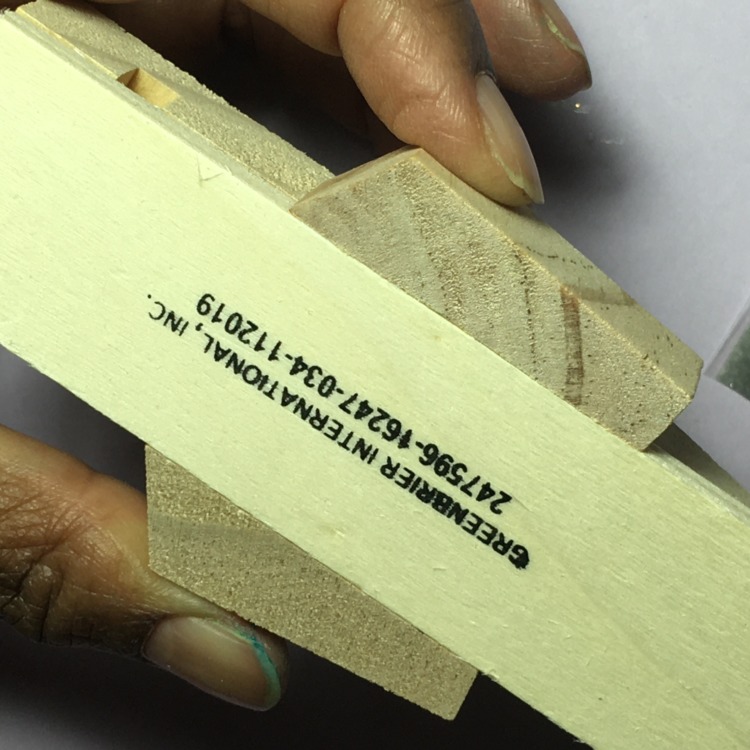 GREENBRIER INTERNATIONAL, INC.
247596-16247-034-112019